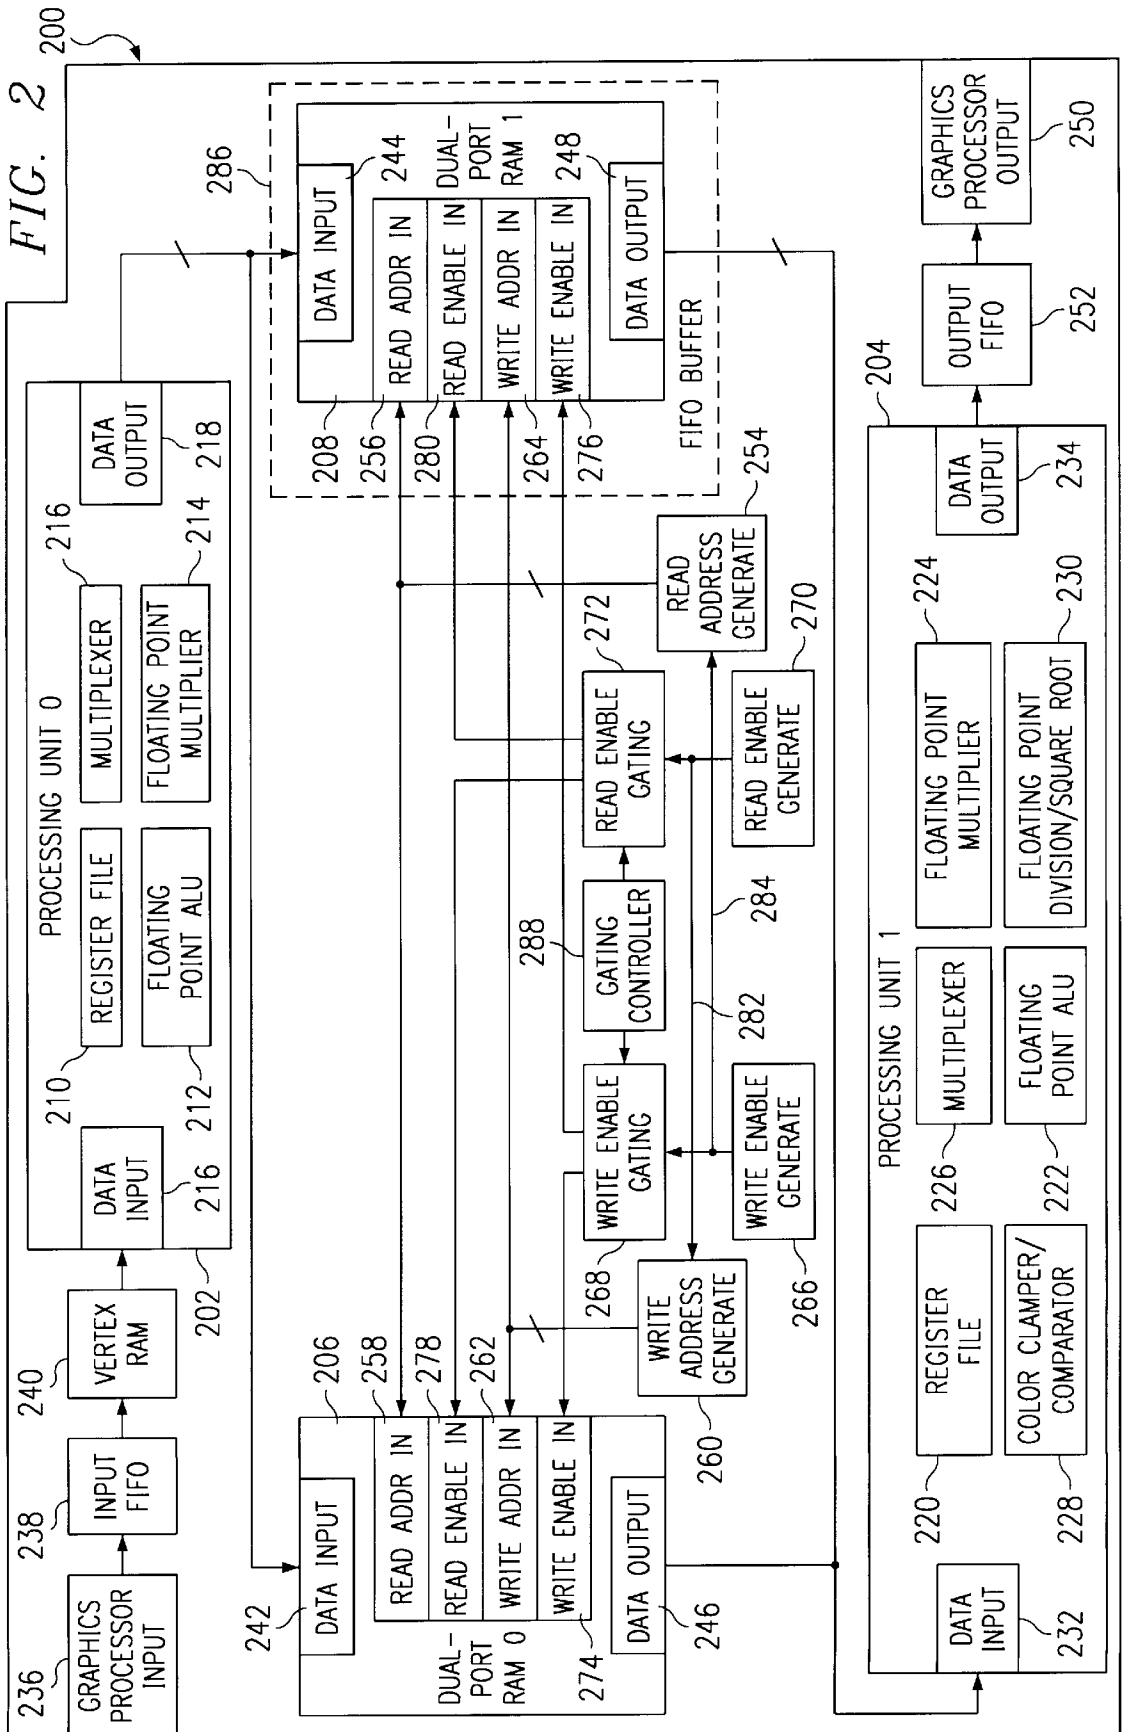 FIG. 2
200
236
GRAPHICS
PROCESSOR
INPUT
238
INPUT
FIFO
240
VERTEX
RAM
202
PROCESSING UNIT 0
DATA
INPUT
216
210
REGISTER FILE
212
FLOATING
POINT ALU
MULTIPLEXER
216
FLOATING POINT
MULTIPLIER
214
DATA
OUTPUT
218
286
242
DATA INPUT
206
258
READ ADDR IN
278
READ ENABLE IN
262
WRITE ADDR IN
WRITE ENABLE IN
274
DUAL-
PORT
RAM 0
DATA OUTPUT
246
DATA INPUT
244
208
256
READ ADDR IN
280
READ ENABLE IN
264
WRITE ADDR IN
276
WRITE ENABLE IN
DUAL-
PORT
RAM 1
248
DATA OUTPUT
FIFO BUFFER
268
WRITE ENABLE
GATING
288
GATING
CONTROLLER
272
READ ENABLE
GATING
254
READ
ADDRESS
GENERATE
260
WRITE
ADDRESS
GENERATE
266
WRITE ENABLE
GENERATE
282
284
270
READ ENABLE
GENERATE
204
PROCESSING UNIT 1
DATA
INPUT
232
220
REGISTER
FILE
228
COLOR CLAMPER/
COMPARATOR
226
MULTIPLEXER
222
FLOATING
POINT ALU
FLOATING POINT
MULTIPLIER
224
FLOATING POINT
DIVISION/SQUARE ROOT
230
DATA
OUTPUT
234
OUTPUT
FIFO
252
GRAPHICS
PROCESSOR
OUTPUT
250